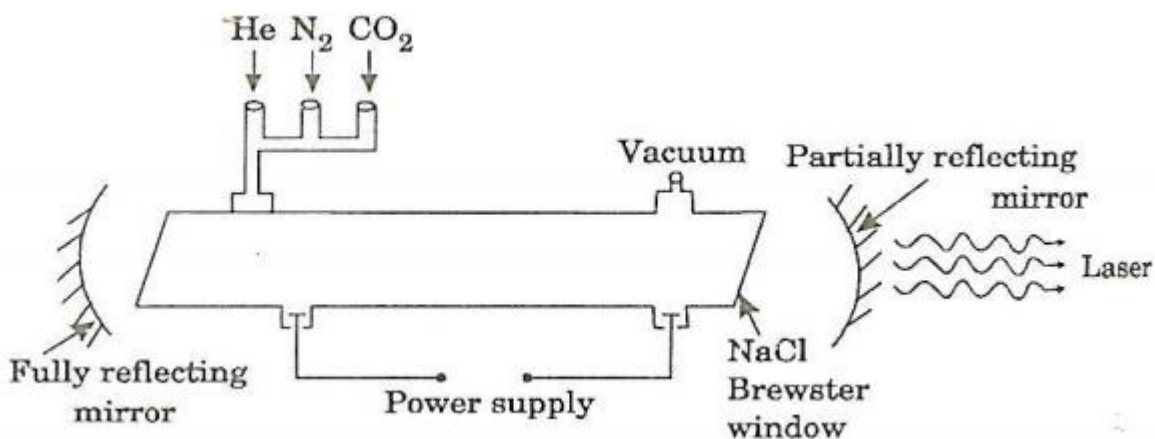 He N₂ CO₂
Vacuum
Partially reflecting
mirror
Laser
Fully reflecting
mirror
Power supply
NaCl
Brewster
window